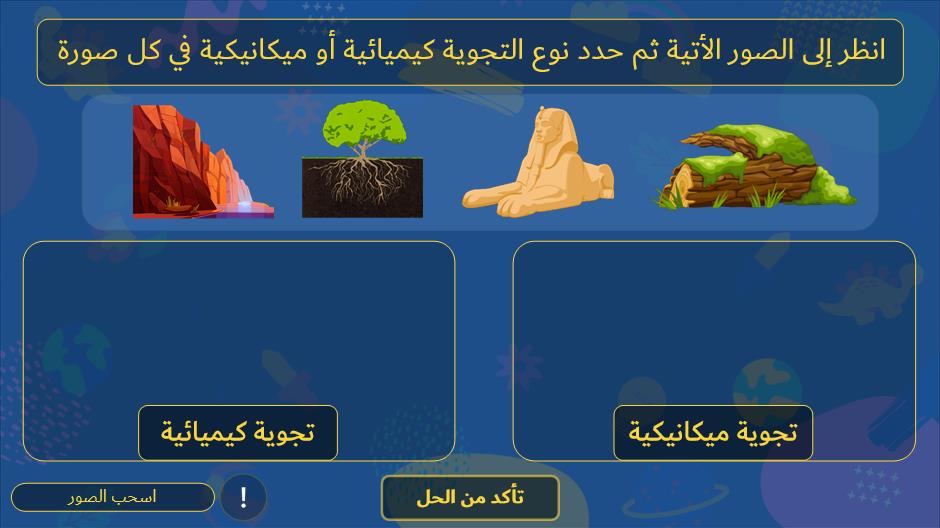 انظر إلى الصور الأتية ثم حدد نوع التجوية كيميائية أو ميكانيكية في كل صورة
تجوية ميكانيكية
تجوية كيميائية
تأكد من الحل
!
اسحب الصور